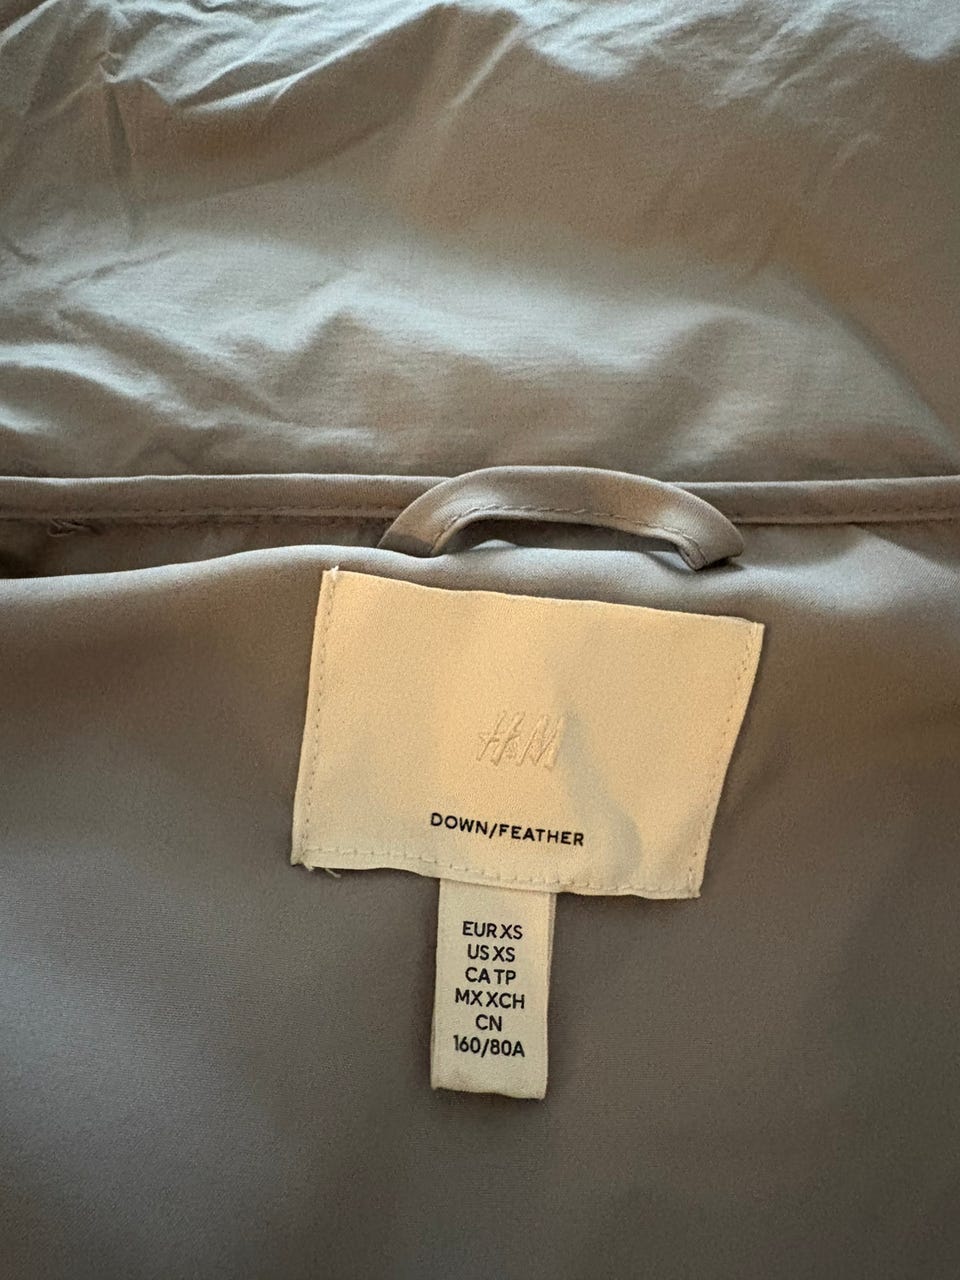 H&M
DOWN/FEATHER
EUR XS
US XS
CA TP
MX XCH
CN
160/80A